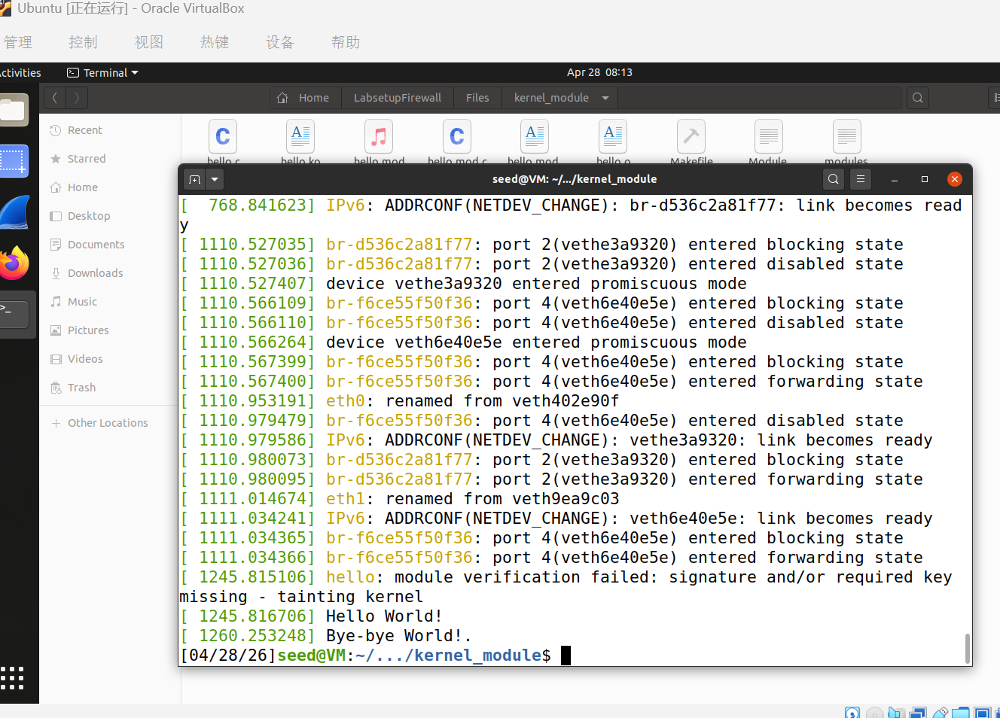 Ubuntu [正在运行] - Oracle VirtualBox
管理 控制 视图 热键 设备 帮助
ctivities Terminal Apr 28 08:13
Home LabsetupFirewall Files kernel_module
Recent
Starred
Home
Desktop
Documents
Downloads
Music
Pictures
Videos
Trash
Other Locations
hello.c hello.ko hello.mod hello.mod.c hello.mod. hello.o Makefile Module. modules.
seed@VM: ~/.../kernel_module
[  768.841623] IPv6: ADDRCONF(NETDEV_CHANGE): br-d536c2a81f77: link becomes read
y
[ 1110.527035] br-d536c2a81f77: port 2(vethe3a9320) entered blocking state
[ 1110.527036] br-d536c2a81f77: port 2(vethe3a9320) entered disabled state
[ 1110.527407] device vethe3a9320 entered promiscuous mode
[ 1110.566109] br-f6ce55f50f36: port 4(veth6e40e5e) entered blocking state
[ 1110.566110] br-f6ce55f50f36: port 4(veth6e40e5e) entered disabled state
[ 1110.566264] device veth6e40e5e entered promiscuous mode
[ 1110.567399] br-f6ce55f50f36: port 4(veth6e40e5e) entered blocking state
[ 1110.567400] br-f6ce55f50f36: port 4(veth6e40e5e) entered forwarding state
[ 1110.953191] eth0: renamed from veth402e90f
[ 1110.979479] br-f6ce55f50f36: port 4(veth6e40e5e) entered disabled state
[ 1110.979586] IPv6: ADDRCONF(NETDEV_CHANGE): vethe3a9320: link becomes ready
[ 1110.980073] br-d536c2a81f77: port 2(vethe3a9320) entered blocking state
[ 1110.980095] br-d536c2a81f77: port 2(vethe3a9320) entered forwarding state
[ 1111.014674] eth1: renamed from veth9ea9c03
[ 1111.034241] IPv6: ADDRCONF(NETDEV_CHANGE): veth6e40e5e: link becomes ready
[ 1111.034365] br-f6ce55f50f36: port 4(veth6e40e5e) entered blocking state
[ 1111.034366] br-f6ce55f50f36: port 4(veth6e40e5e) entered forwarding state
[ 1245.815106] hello: module verification failed: signature and/or required key
missing - tainting kernel
[ 1245.816706] Hello World!
[ 1260.253248] Bye-bye World!.
[04/28/26]seed@VM:~/.../kernel_module$